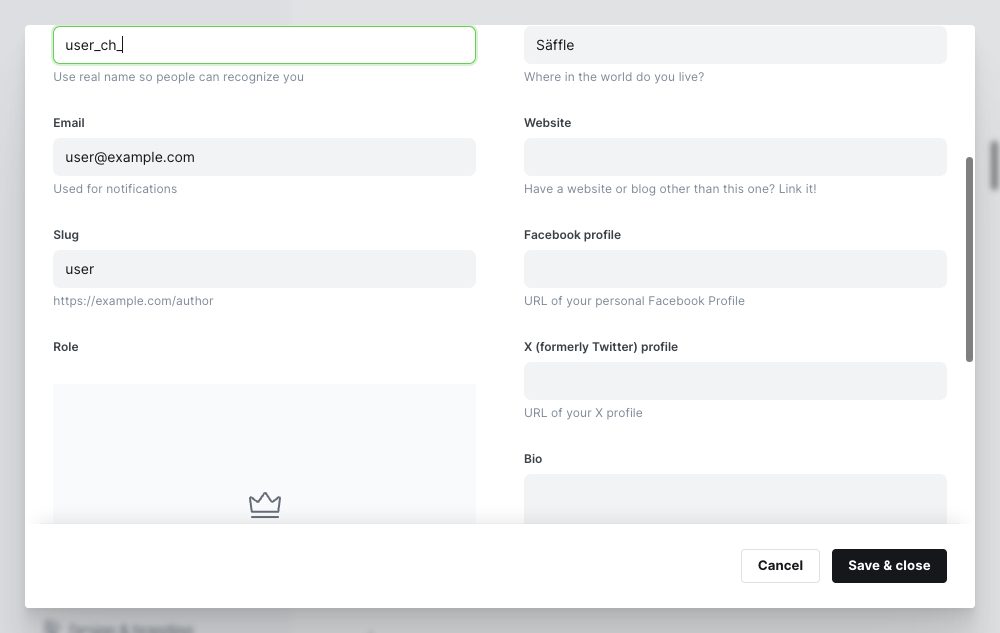 user_ch_
Use real name so people can recognize you
Email
user@example.com
Used for notifications
Slug
user
https://example.com/author
Role
Säffle
Where in the world do you live?
Website
Have a website or blog other than this one? Link it!
Facebook profile
URL of your personal Facebook Profile
X (formerly Twitter) profile
URL of your X profile
Bio
Cancel
Save & close